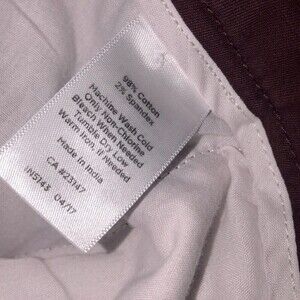 98% Cotton
2% Spandex
Machine Wash Cold
Only Non-Chlorine
Bleach When Needed
Tumble Dry Low
Warm Iron, If Needed
Made in India
CA #23147
INS143 04/17